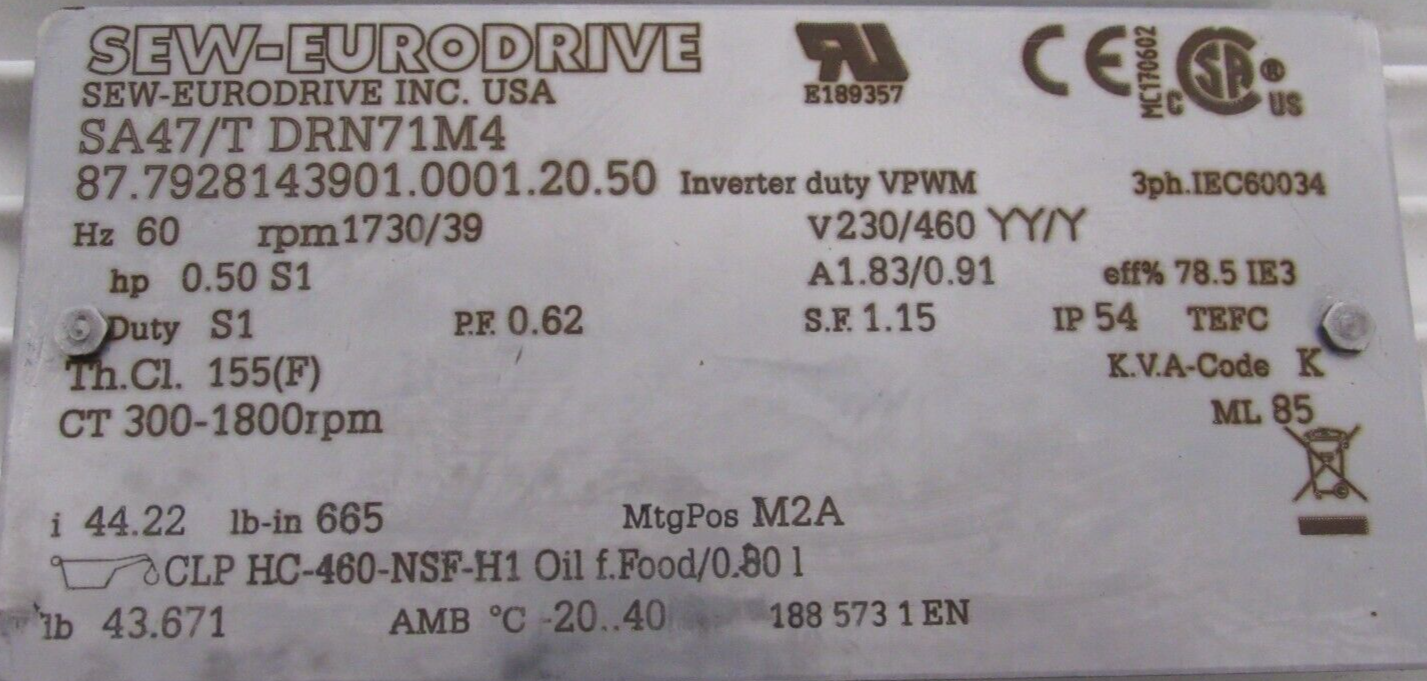 SEW-EURODRIVE
SEW-EURODRIVE INC. USA
E189357
CE MC170602 C SA ® US
SA47/T DRN71M4
87.7928143901.0001.20.50 Inverter duty VPWM 3ph.IEC60034
Hz 60 rpm1730/39 V230/460 YY/Y
hp 0.50 S1 A1.83/0.91 eff% 78.5 IE3
Duty S1 P.F. 0.62 S.F. 1.15 IP 54 TEFC
Th.Cl. 155(F) K.V.A-Code K
CT 300-1800rpm ML 85
i 44.22 lb-in 665 MtgPos M2A
CLP HC-460-NSF-H1 Oil f.Food/0.80 l
lb 43.671 AMB °C -20..40 188 573 1 EN